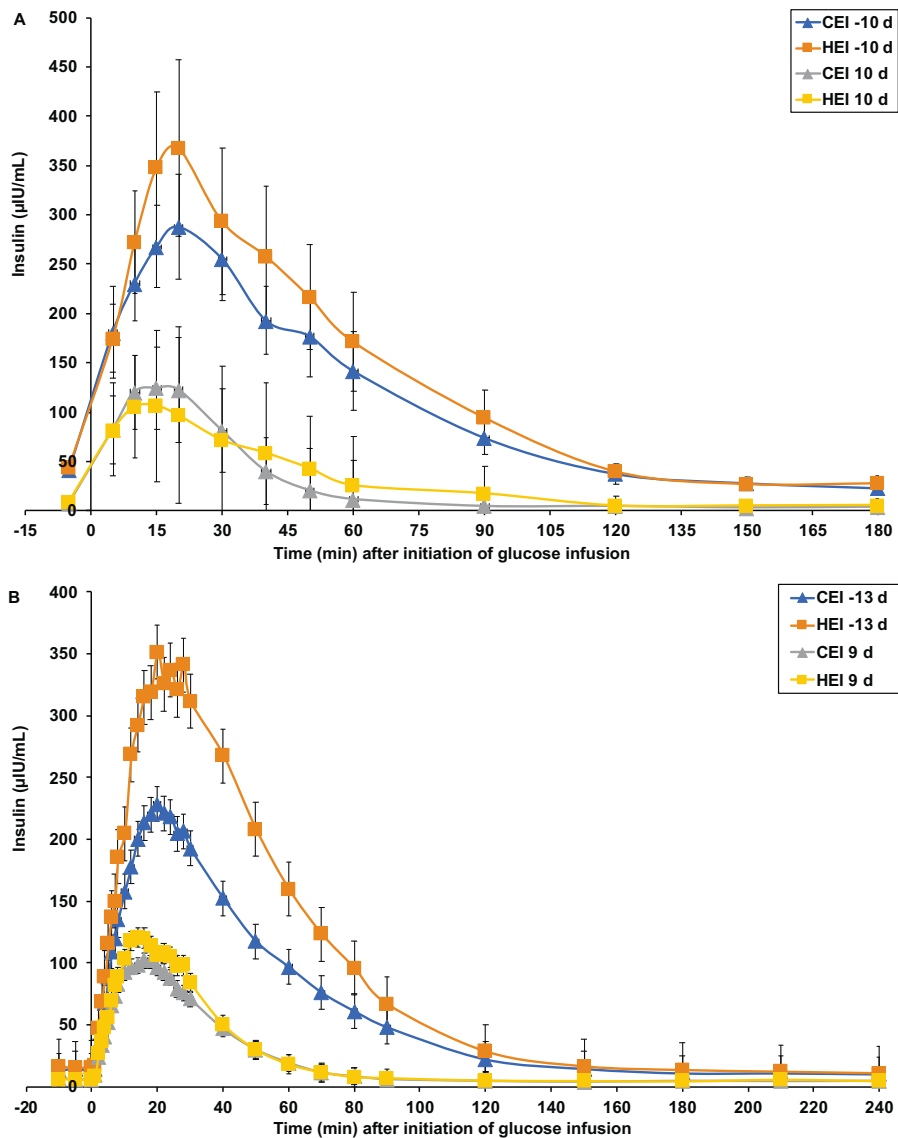 A
CEI -10 d
HEI -10 d
CEI 10 d
HEI 10 d
Insulin (µIU/mL)
500
450
400
350
300
250
200
150
100
50
0
-15 0 15 30 45 60 75 90 105 120 135 150 165 180
Time (min) after initiation of glucose infusion
B
CEI -13 d
HEI -13 d
CEI 9 d
HEI 9 d
Insulin (µIU/mL)
400
350
300
250
200
150
100
50
0
-20 0 20 40 60 80 100 120 140 160 180 200 220 240
Time (min) after initiation of glucose infusion